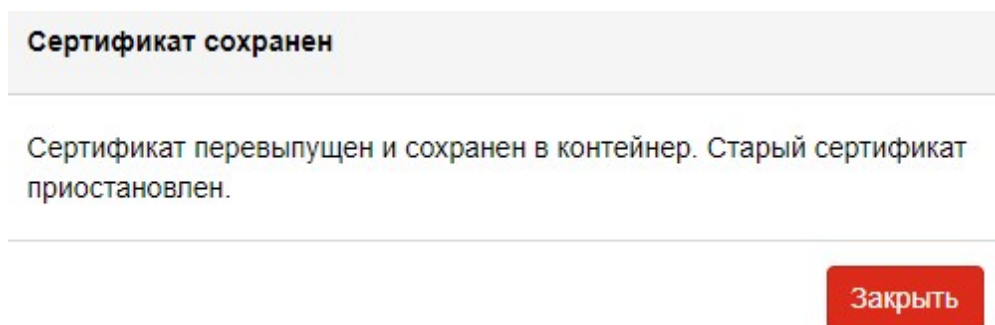 Сертификат сохранен
Сертификат перевыпущен и сохранен в контейнер. Старый сертификат
приостановлен.
Закрыть